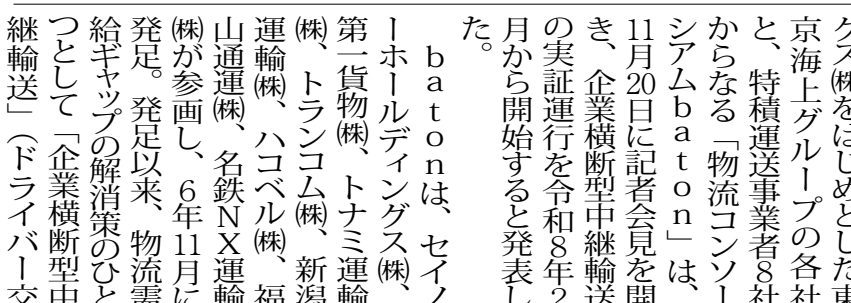 クス㈱をはじめとした東
京海上グループの各社
と、特積運送事業者8社
からなる「物流コンソー
シアムbaton」は、
11月20日に記者会見を開
き、企業横断型中継輸送
の実証運行を令和8年2
月から開始すると発表し
た。
batonは、セイノ
ーホールディングス㈱、
第一貨物㈱、トナミ運輸
㈱、トランコム㈱、新潟
運輸㈱、ハコベル㈱、福
山通運㈱、名鉄NX運輸
㈱が参画し、6年11月に
発足。発足以来、物流需
給ギャップの解消策のひと
つとして「企業横断型中
継輸送」（ドライバー交